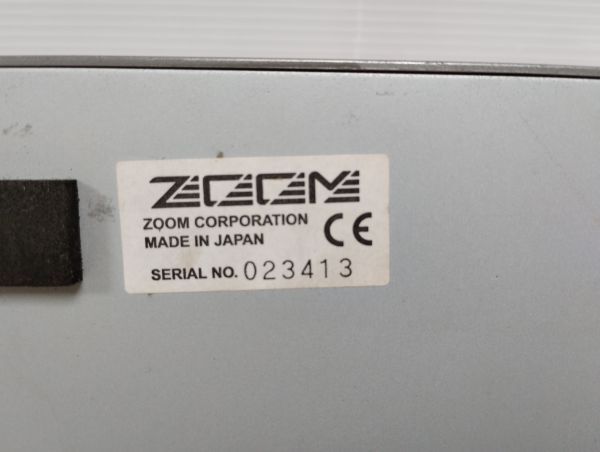 ZOOM
ZOOM CORPORATION
MADE IN JAPAN
CE
SERIAL NO. 023413